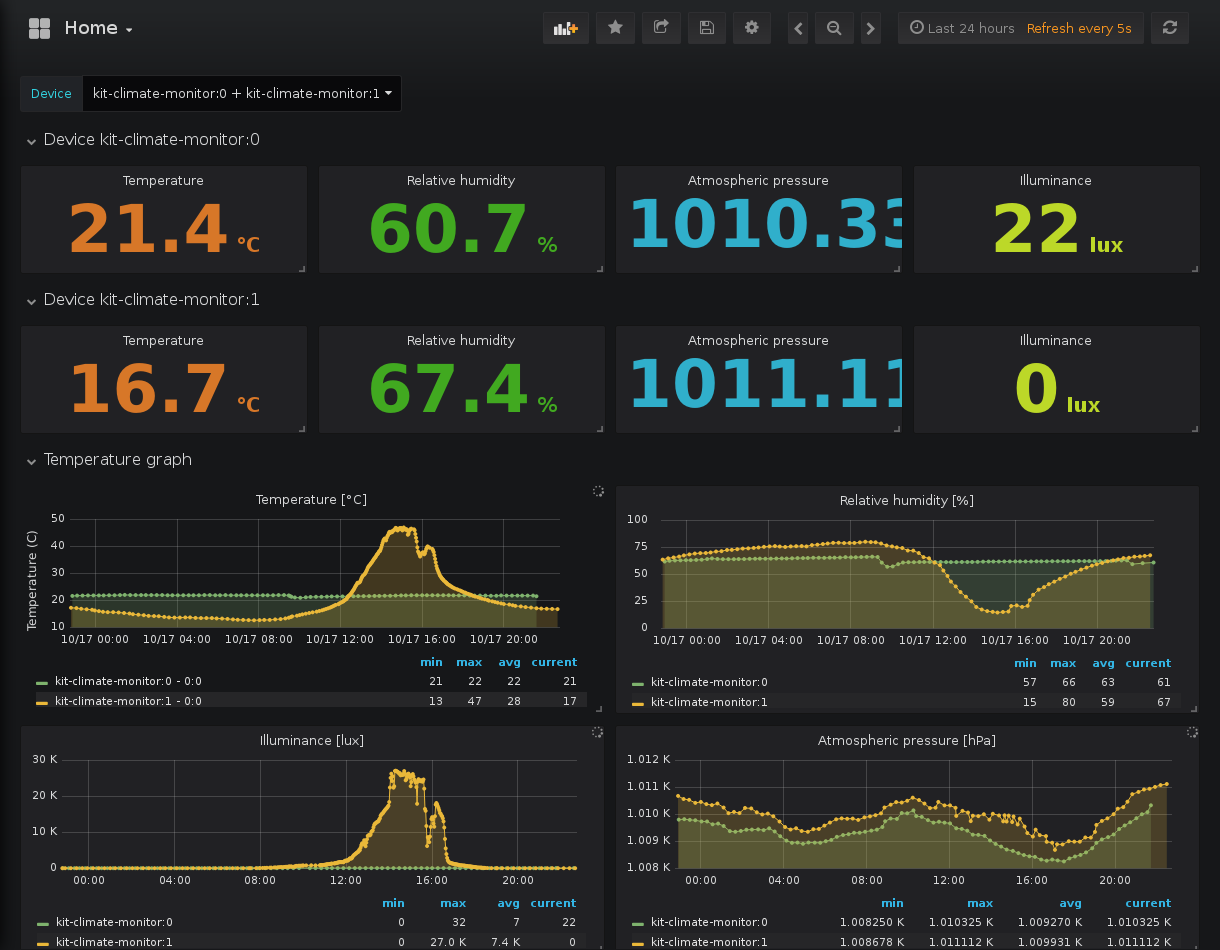 Home
Last 24 hours Refresh every 5s
Device kit-climate-monitor:0 + kit-climate-monitor:1
Device kit-climate-monitor:0
Temperature Relative humidity Atmospheric pressure Illuminance
21.4 °C 60.7 % 1010.33 22 lux
Device kit-climate-monitor:1
Temperature Relative humidity Atmospheric pressure Illuminance
16.7 °C 67.4 % 1011.11 0 lux
Temperature graph
Temperature [°C]
Temperature (C)
50
40
30
20
10
10/17 00:00 10/17 04:00 10/17 08:00 10/17 12:00 10/17 16:00 10/17 20:00
min max avg current
kit-climate-monitor:0 - 0:0 21 22 22 21
kit-climate-monitor:1 - 0:0 13 47 28 17
Relative humidity [%]
100
75
50
25
0
10/17 00:00 10/17 04:00 10/17 08:00 10/17 12:00 10/17 16:00 10/17 20:00
min max avg current
kit-climate-monitor:0 57 66 63 61
kit-climate-monitor:1 15 80 59 67
Illuminance [lux]
30 K
20 K
10 K
0
00:00 04:00 08:00 12:00 16:00 20:00
min max avg current
kit-climate-monitor:0 0 32 7 22
kit-climate-monitor:1 0 27.0 K 7.4 K 0
Atmospheric pressure [hPa]
1.012 K
1.011 K
1.010 K
1.009 K
1.008 K
00:00 04:00 08:00 12:00 16:00 20:00
min max avg current
kit-climate-monitor:0 1.008250 K 1.010325 K 1.009270 K 1.010325 K
kit-climate-monitor:1 1.008678 K 1.011112 K 1.009931 K 1.011112 K